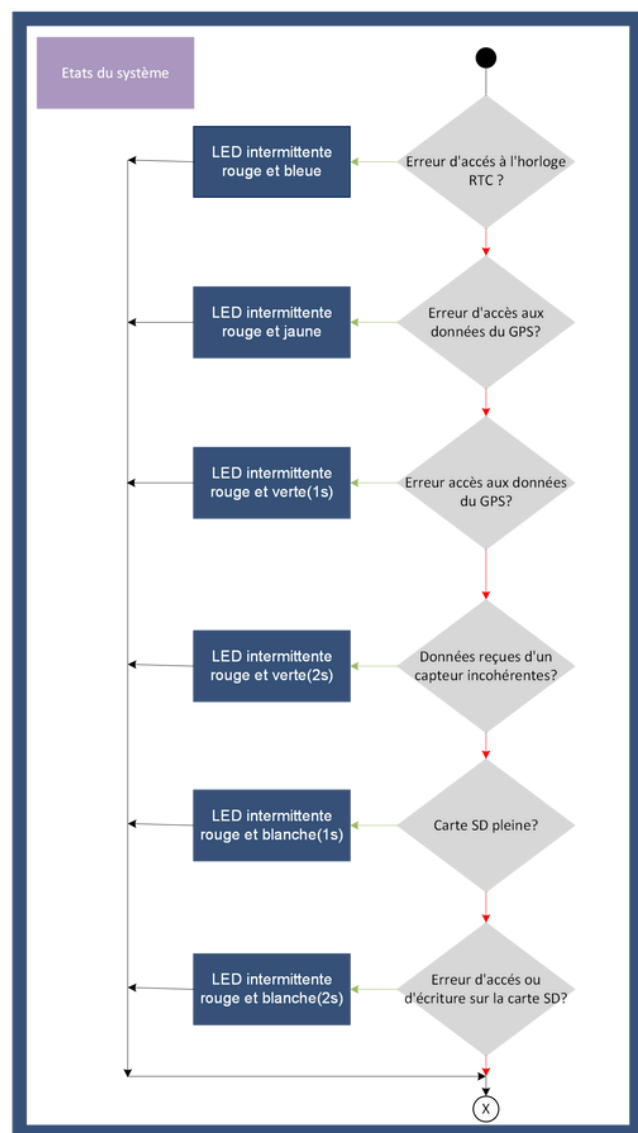 Etats du système
LED intermittente
rouge et bleue
Erreur d'accés à l'horloge
RTC ?
LED intermittente
rouge et jaune
Erreur d'accès aux
données du GPS?
LED intermittente
rouge et verte(1s)
Erreur accès aux données
du GPS?
LED intermittente
rouge et verte(2s)
Données reçues d'un
capteur incohérentes?
LED intermittente
rouge et blanche(1s)
Carte SD pleine?
LED intermittente
rouge et blanche(2s)
Erreur d'accés ou
d'écriture sur la carte SD?
X